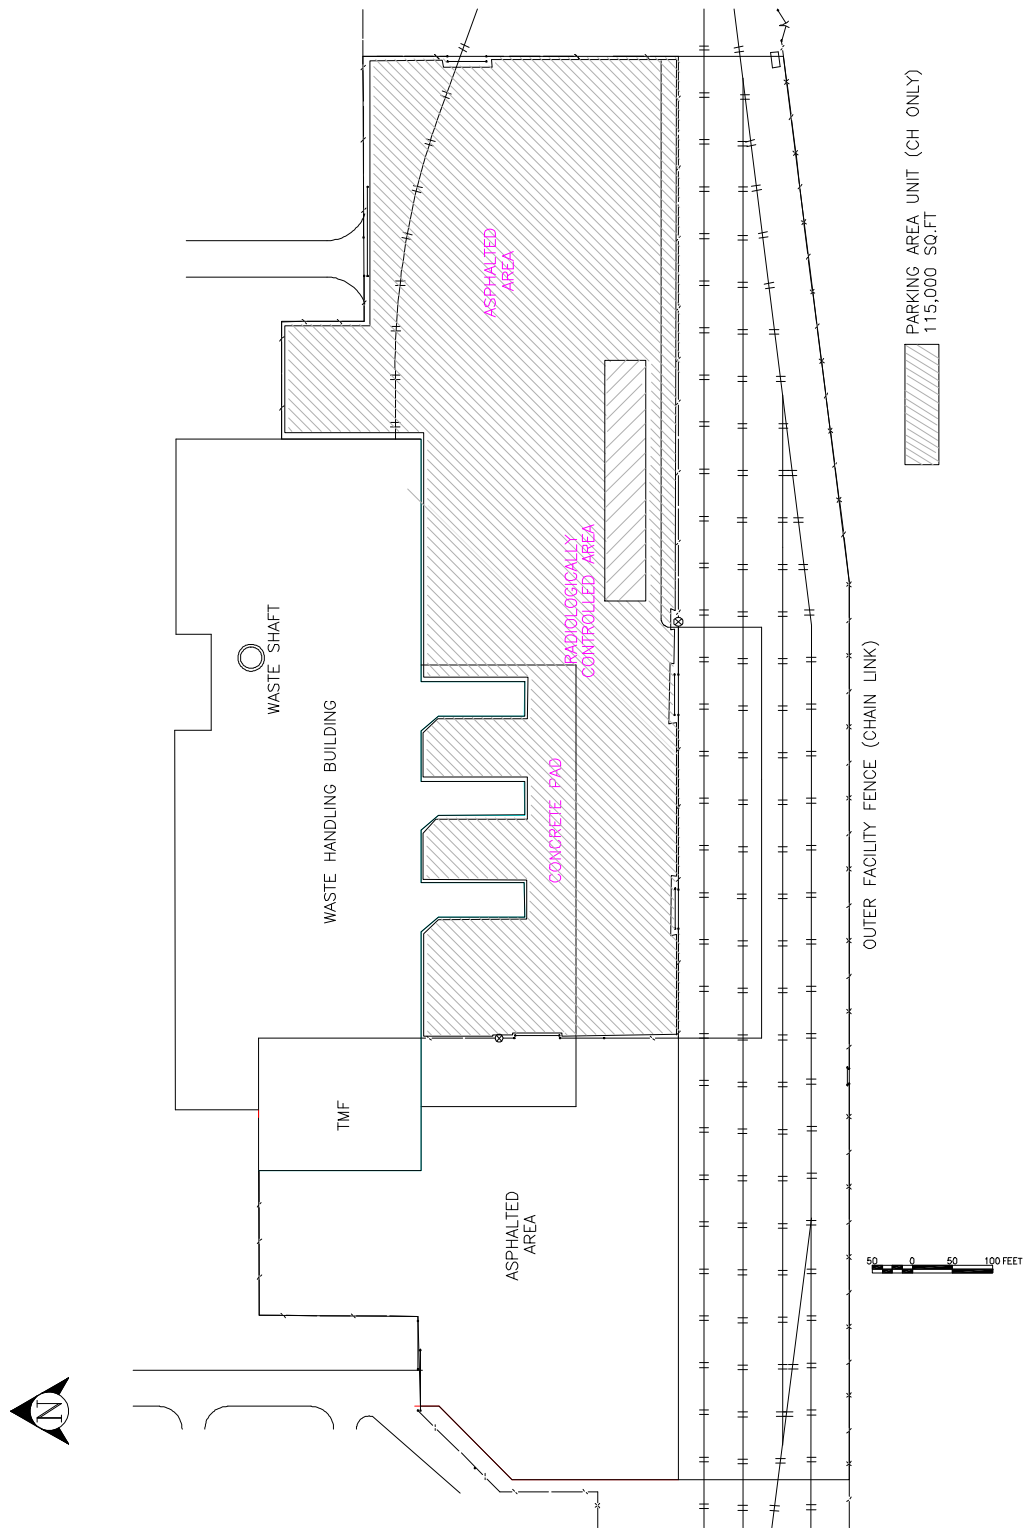 PARKING AREA UNIT (CH ONLY)
115,000 SQ.FT
ASPHALTED
AREA
RADIOLOGICALLY
CONTROLLED AREA
WASTE SHAFT
WASTE HANDLING BUILDING
CONCRETE PAD
OUTER FACILITY FENCE (CHAIN LINK)
TMF
ASPHALTED
AREA
50 0 50 100 FEET
N